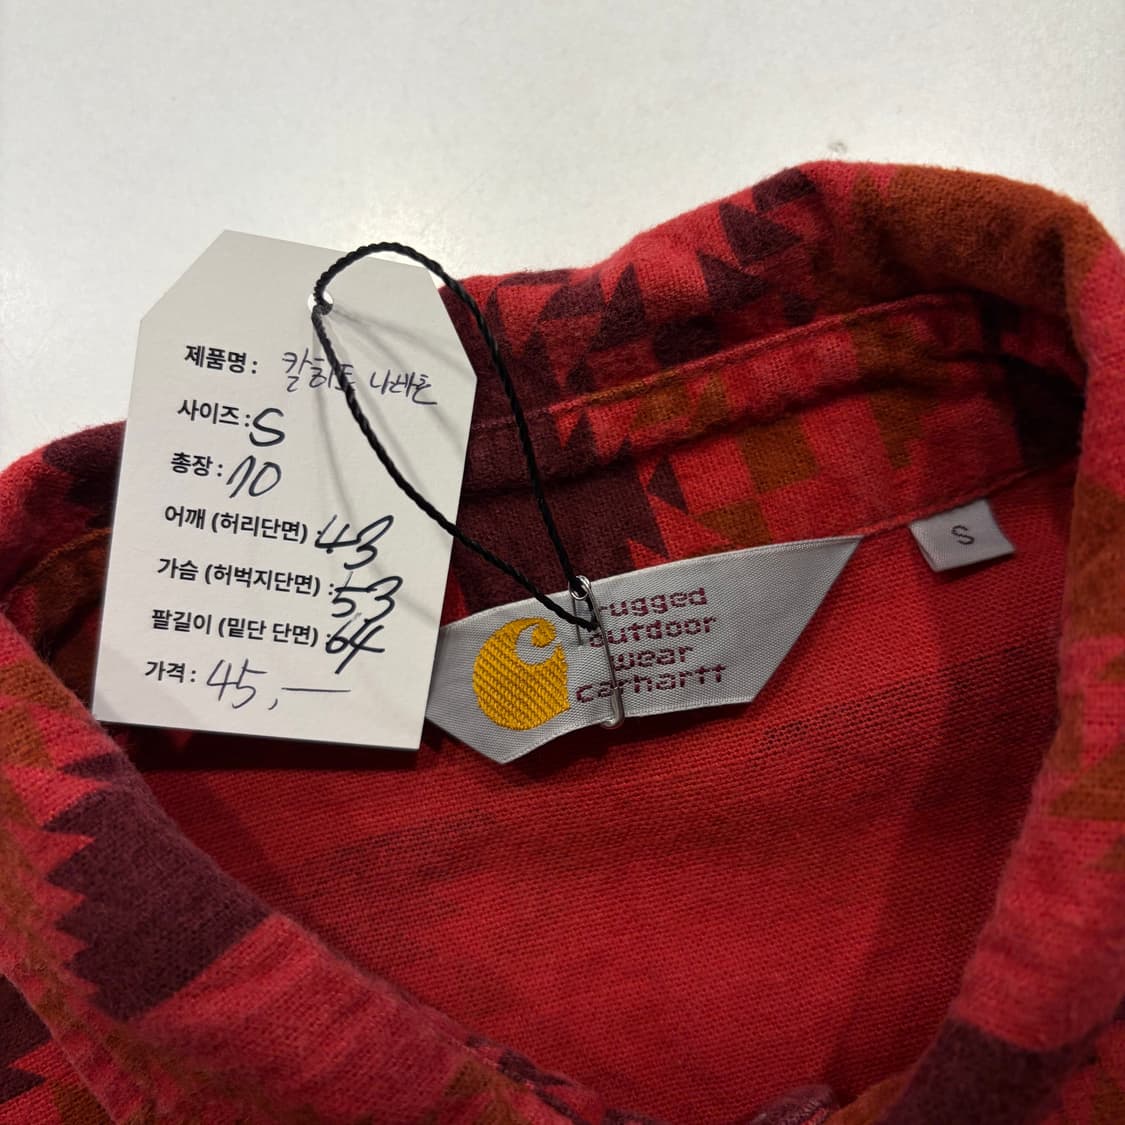 제품명 : 칼하트 나바호
사이즈 : S
총장 : 70
어깨 (허리단면) : 43
가슴 (허벅지단면) : 53
팔길이 (밑단 단면) : 64
가격 : 45,—
rugged
outdoor
wear
carhartt
S